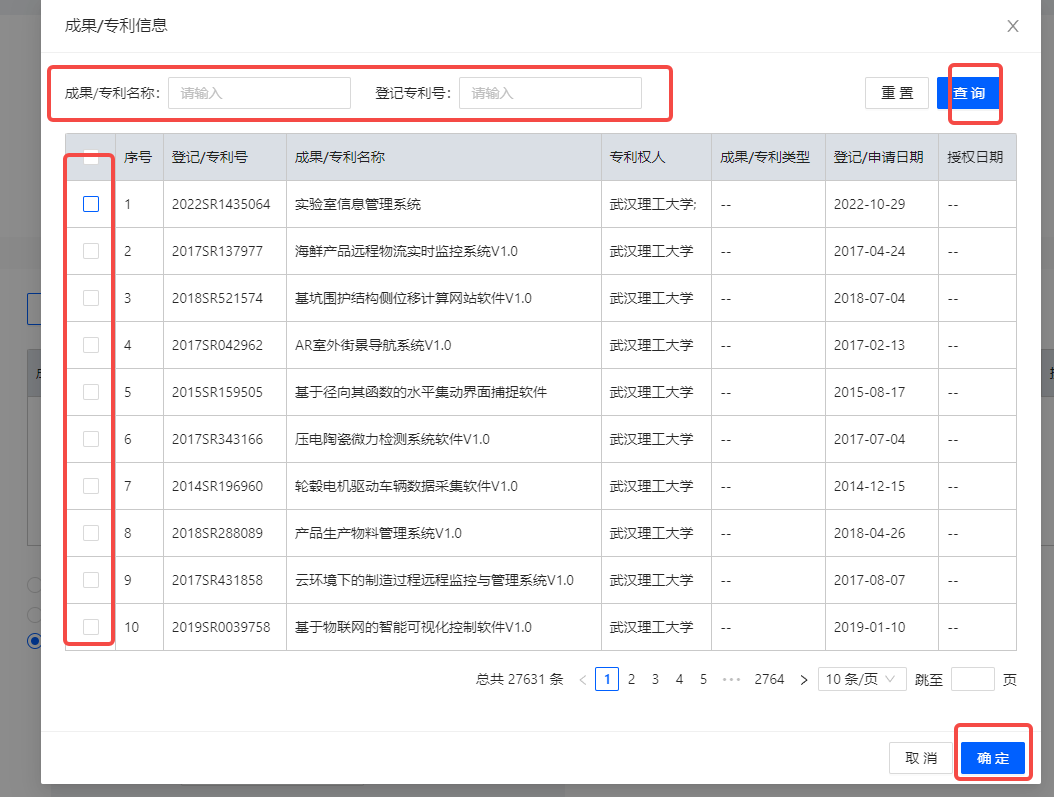 成果/专利信息
成果/专利名称: 请输入 登记专利号: 请输入 重 置 查 询
序号 登记/专利号 成果/专利名称 专利权人 成果/专利类型 登记/申请日期 授权日期
1 2022SR1435064 实验室信息管理系统 武汉理工大学; -- 2022-10-29 --
2 2017SR137977 海鲜产品远程物流实时监控系统V1.0 武汉理工大学 -- 2017-04-24 --
3 2018SR521574 基坑围护结构侧位移计算网站软件V1.0 武汉理工大学 -- 2018-07-04 --
4 2017SR042962 AR室外街景导航系统V1.0 武汉理工大学 -- 2017-02-13 --
5 2015SR159505 基于径向其函数的水平集动界面捕捉软件 武汉理工大学 -- 2015-08-17 --
6 2017SR343166 压电陶瓷微力检测系统软件V1.0 武汉理工大学 -- 2017-07-04 --
7 2014SR196960 轮毂电机驱动车辆数据采集软件V1.0 武汉理工大学 -- 2014-12-15 --
8 2018SR288089 产品生产物料管理系统V1.0 武汉理工大学 -- 2018-04-26 --
9 2017SR431858 云环境下的制造过程远程监控与管理系统V1.0 武汉理工大学 -- 2017-08-07 --
10 2019SR0039758 基于物联网的智能可视化控制软件V1.0 武汉理工大学 -- 2019-01-10 --
总共 27631 条 < 1 2 3 4 5 ••• 2764 > 10 条/页 跳至 页
取 消 确 定